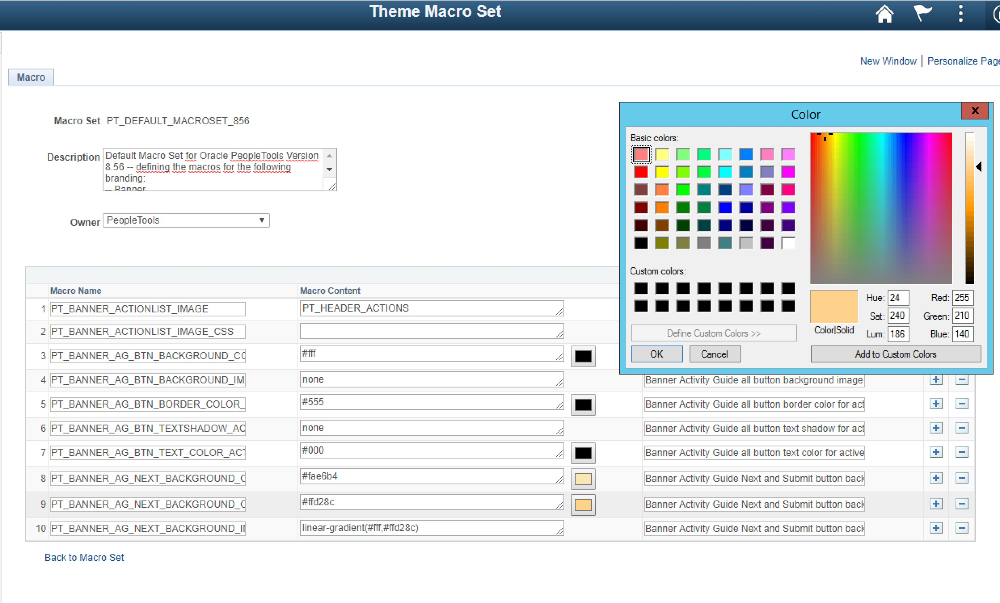 Theme Macro Set
New Window | Personalize Page
Macro
Macro Set PT_DEFAULT_MACROSET_856
Description Default Macro Set for Oracle PeopleTools Version
8.56 -- defining the macros for the following
branding:
-- Banner
Owner PeopleTools
Macro Name Macro Content
1 PT_BANNER_ACTIONLIST_IMAGE PT_HEADER_ACTIONS
2 PT_BANNER_ACTIONLIST_IMAGE_CSS
3 PT_BANNER_AG_BTN_BACKGROUND_CO #fff
4 PT_BANNER_AG_BTN_BACKGROUND_IM none Banner Activity Guide all button background image
5 PT_BANNER_AG_BTN_BORDER_COLOR_ #555 Banner Activity Guide all button border color for act
6 PT_BANNER_AG_BTN_TEXTSHADOW_AC none Banner Activity Guide all button text shadow for act
7 PT_BANNER_AG_BTN_TEXT_COLOR_ACT #000 Banner Activity Guide all button text color for active
8 PT_BANNER_AG_NEXT_BACKGROUND_C #fae6b4 Banner Activity Guide Next and Submit button back
9 PT_BANNER_AG_NEXT_BACKGROUND_C #ffd28c Banner Activity Guide Next and Submit button back
10 PT_BANNER_AG_NEXT_BACKGROUND_I linear-gradient(#fff,#ffd28c) Banner Activity Guide Next and Submit button back
Back to Macro Set
Color
x
Basic colors:
Custom colors:
Define Custom Colors >>
OK Cancel
Color|Solid
Hue: 24 Red: 255
Sat: 240 Green: 210
Lum: 186 Blue: 140
Add to Custom Colors